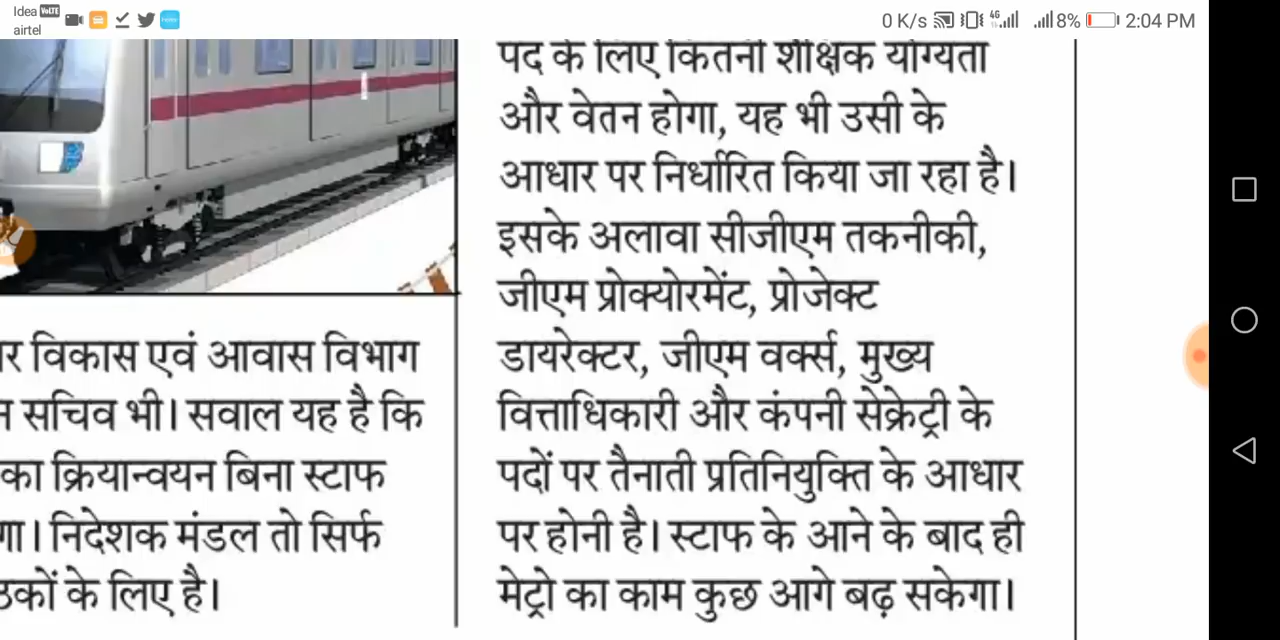 Idea VoLTE
airtel
0 K/s 4G 8% 2:04 PM
र विकास एवं आवास विभाग
सचिव भी। सवाल यह है कि
का क्रियान्वयन बिना स्टाफ
गा। निदेशक मंडल तो सिर्फ
ठकों के लिए है।
पद के लिए कितनी शैक्षिक योग्यता
और वेतन होगा, यह भी उसी के
आधार पर निर्धारित किया जा रहा है।
इसके अलावा सीजीएम तकनीकी,
जीएम प्रोक्योरमेंट, प्रोजेक्ट
डायरेक्टर, जीएम वर्क्स, मुख्य
वित्ताधिकारी और कंपनी सेक्रेट्री के
पदों पर तैनाती प्रतिनियुक्ति के आधार
पर होनी है। स्टाफ के आने के बाद ही
मेट्रो का काम कुछ आगे बढ़ सकेगा।